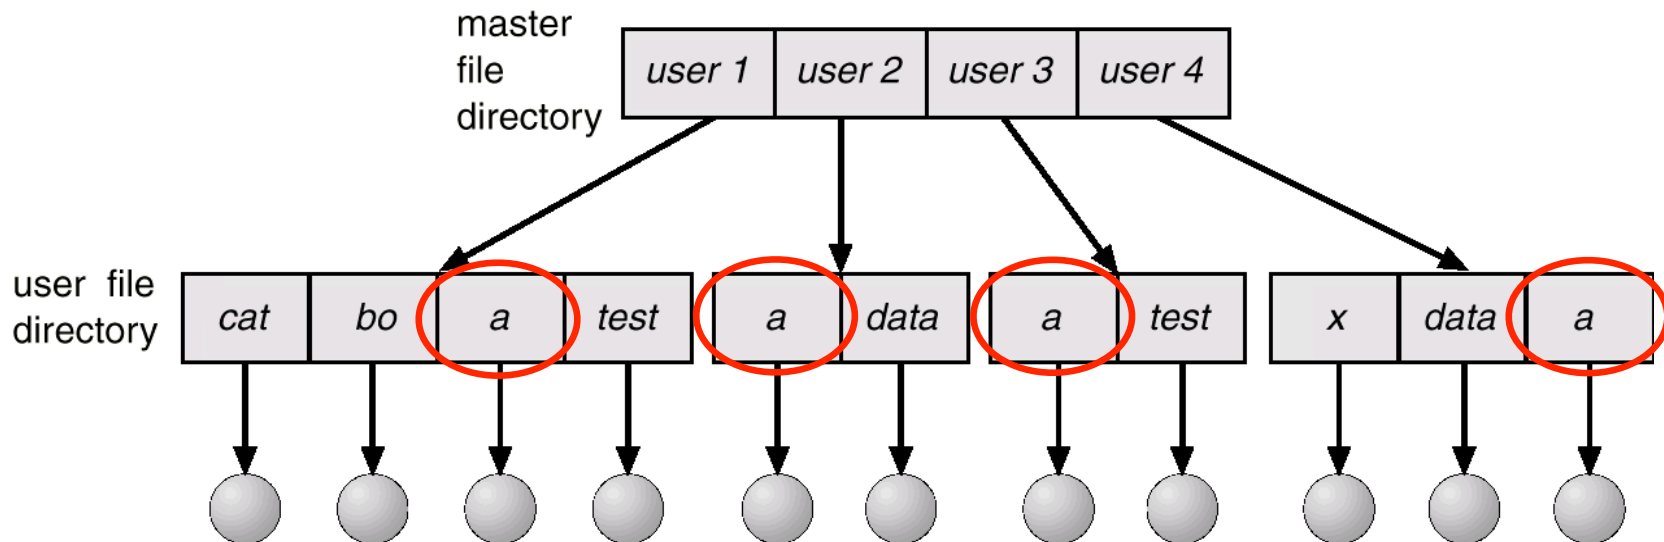 master
file
directory
user 1 user 2 user 3 user 4
user file
directory
cat bo a test a data a test x data a